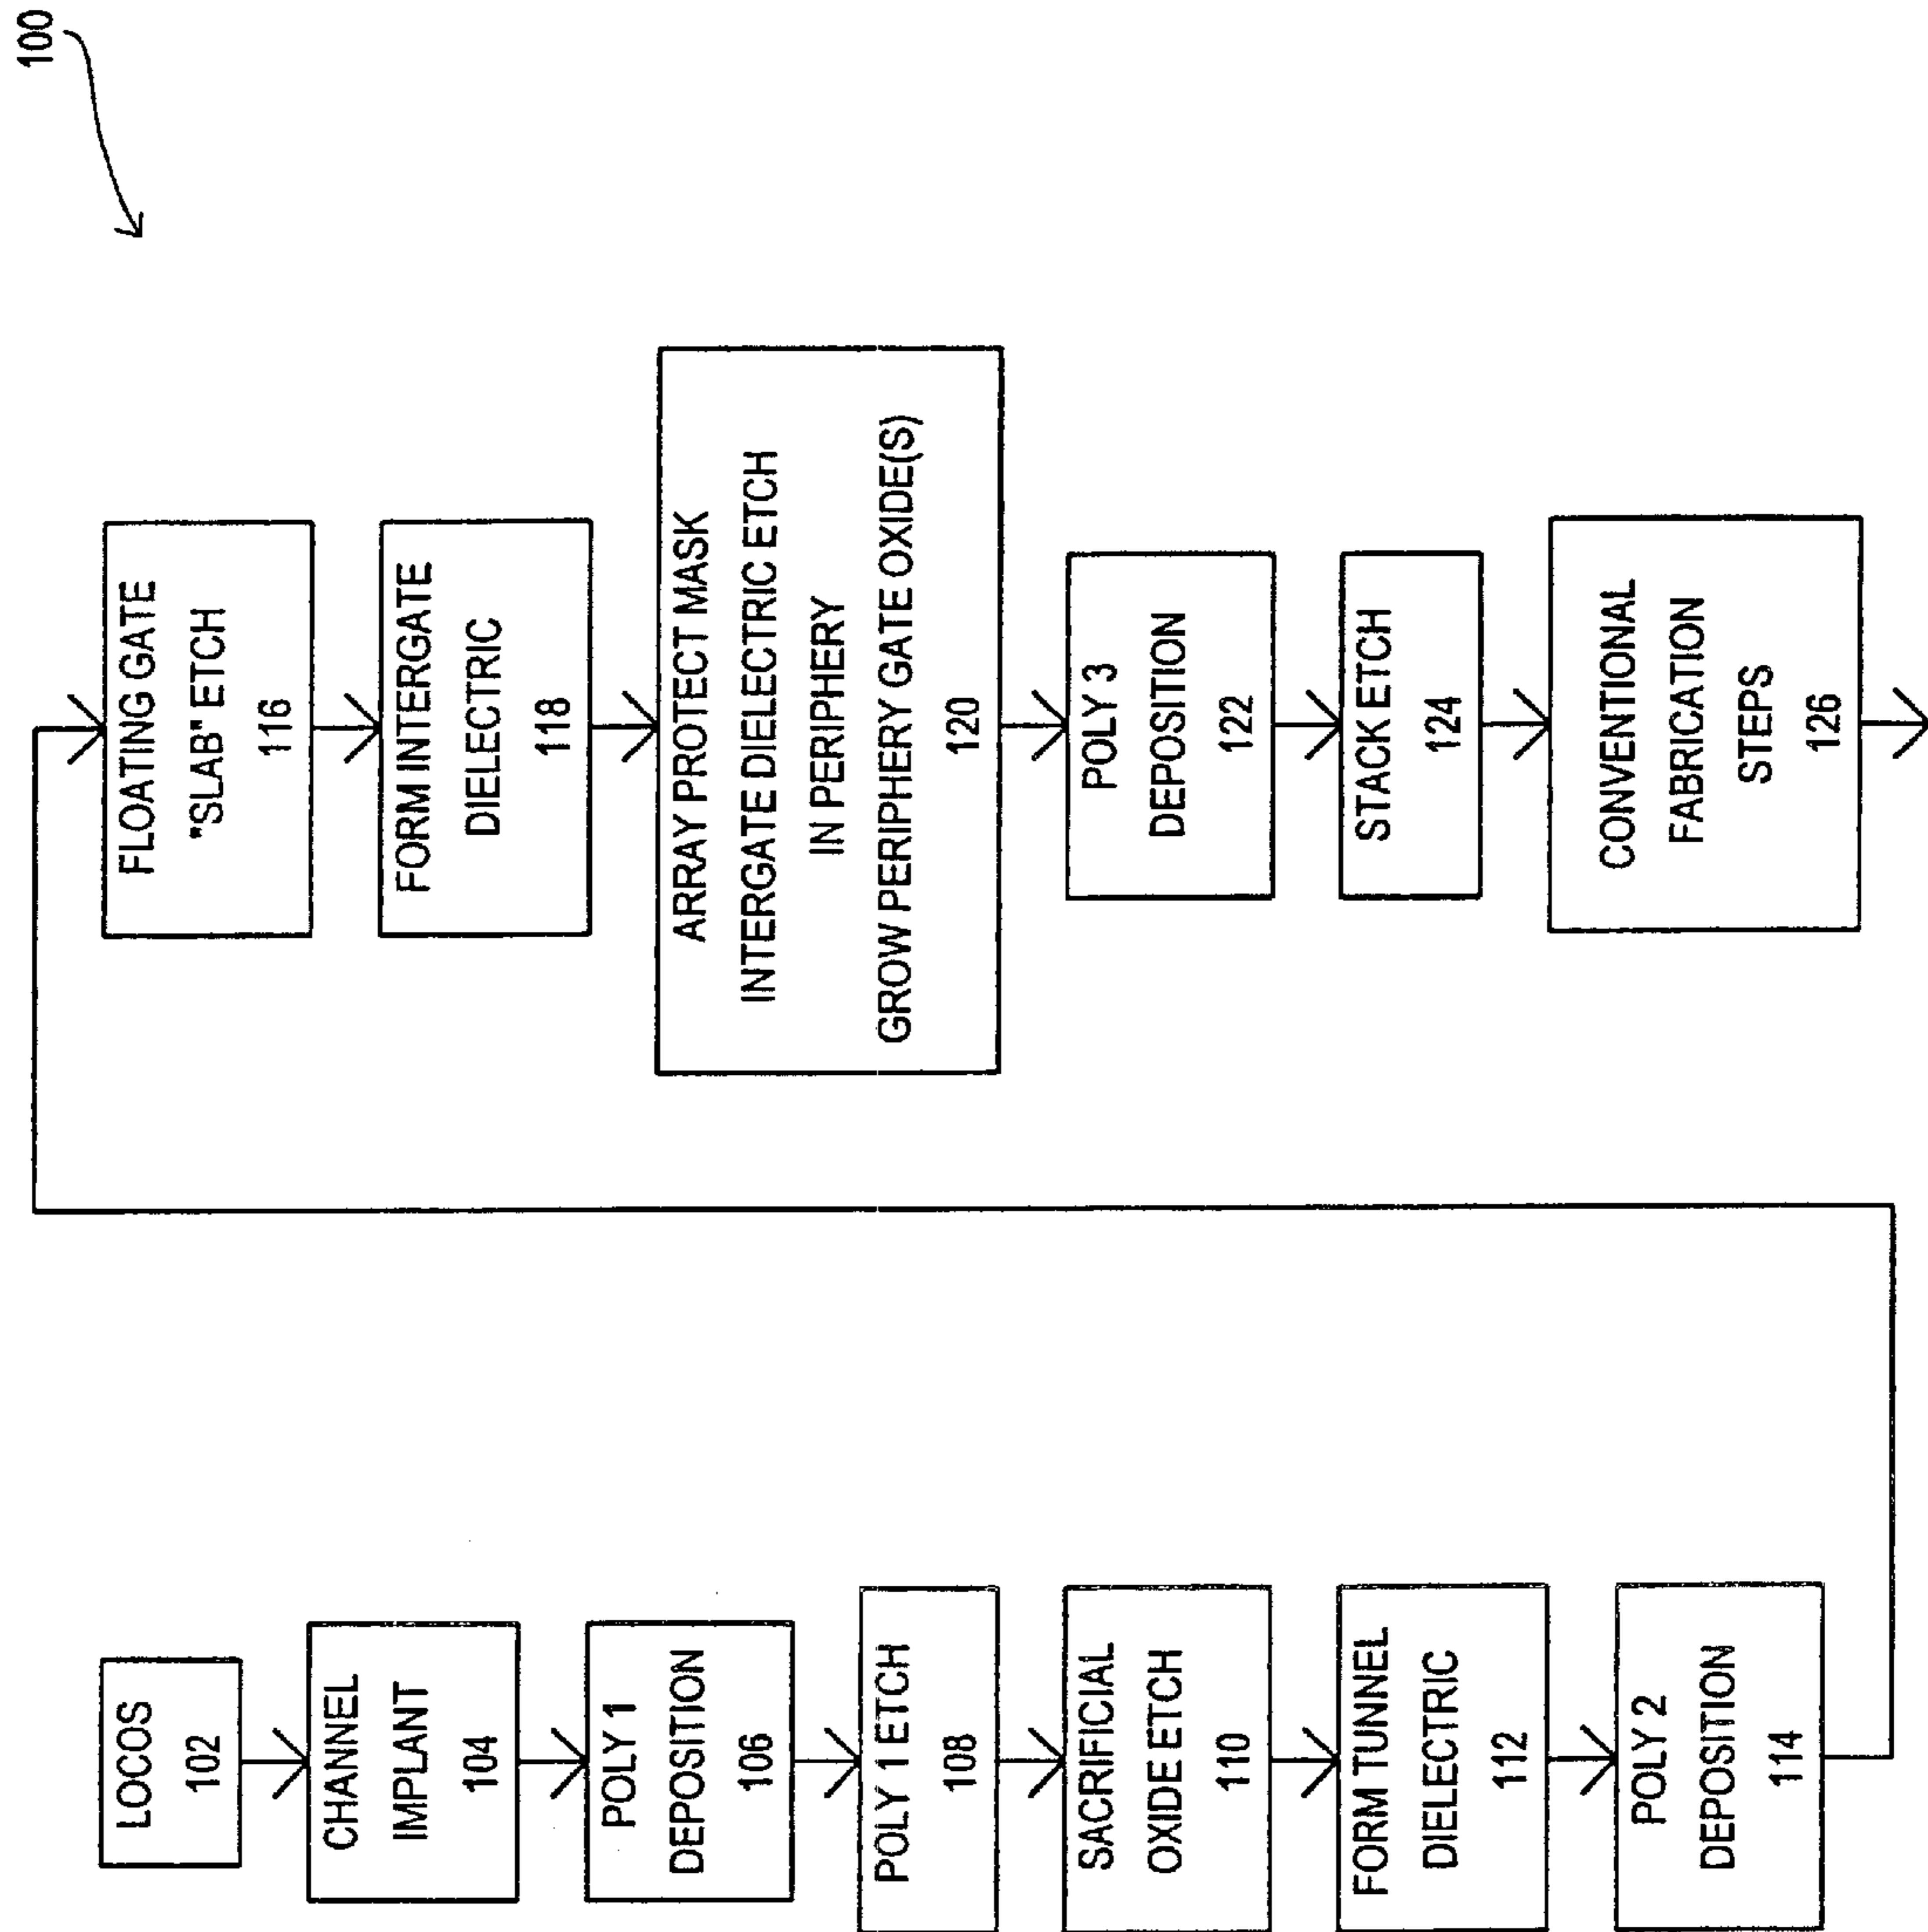 100
LOCOS
102
CHANNEL
IMPLANT
104
POLY 1
DEPOSITION
106
POLY 1 ETCH
108
SACRIFICIAL
OXIDE ETCH
110
FORM TUNNEL
DIELECTRIC
112
POLY 2
DEPOSITION
114
FLOATING GATE
"SLAB" ETCH
116
FORM INTERGATE
DIELECTRIC
118
ARRAY PROTECT MASK
INTERGATE DIELECTRIC ETCH
IN PERIPHERY
GROW PERIPHERY GATE OXIDE(S)
120
POLY 3
DEPOSITION
122
STACK ETCH
124
CONVENTIONAL
FABRICATION
STEPS
126